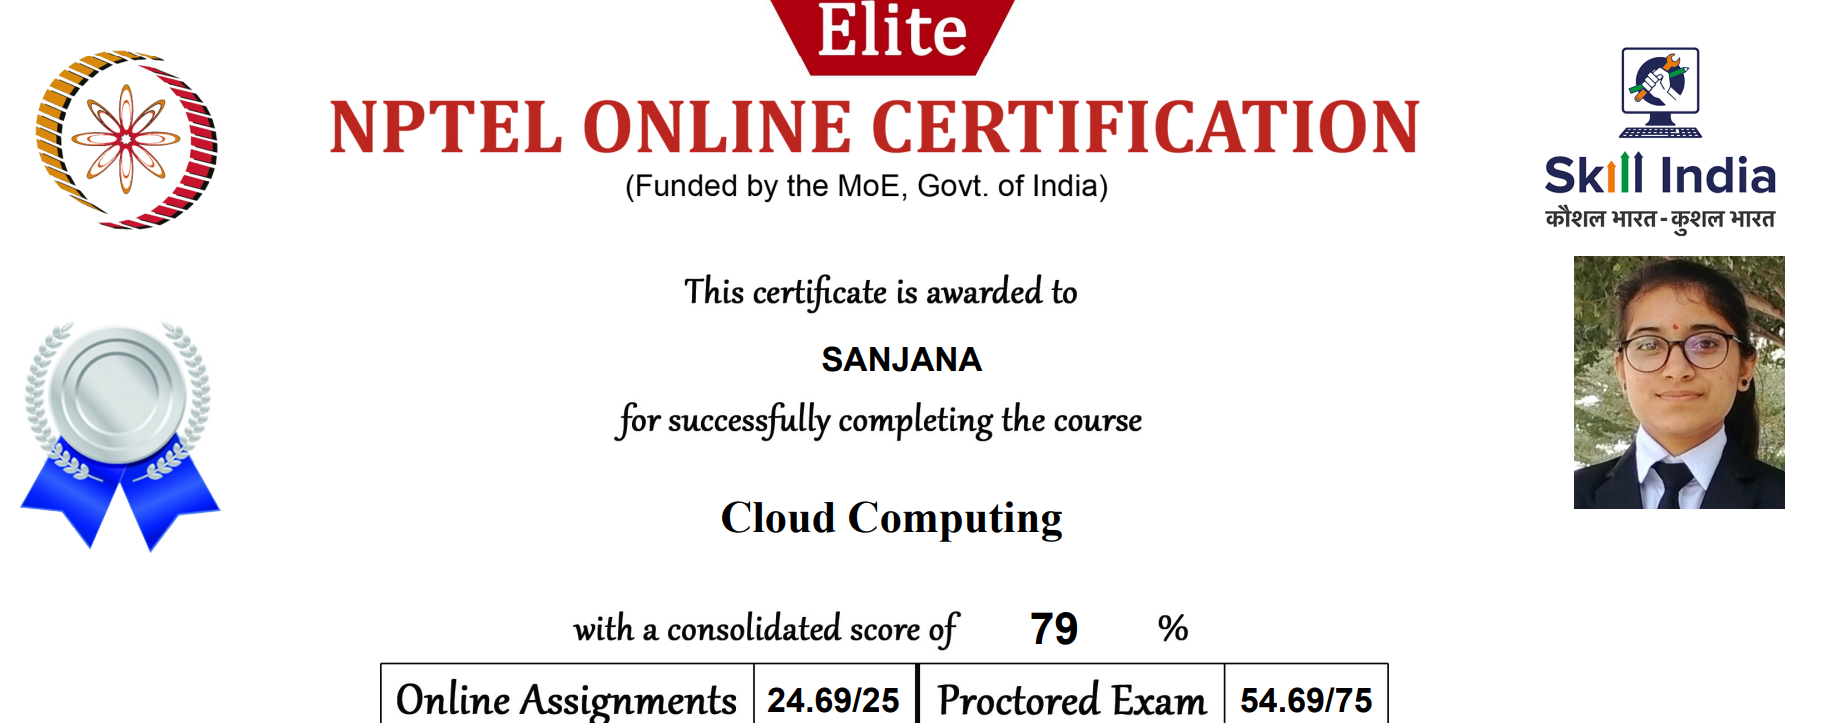 Elite
NPTEL ONLINE CERTIFICATION
(Funded by the MoE, Govt. of India)
Skill India
कौशल भारत - कुशल भारत
This certificate is awarded to
SANJANA
for successfully completing the course
Cloud Computing
with a consolidated score of 79 %
Online Assignments 24.69/25 Proctored Exam 54.69/75